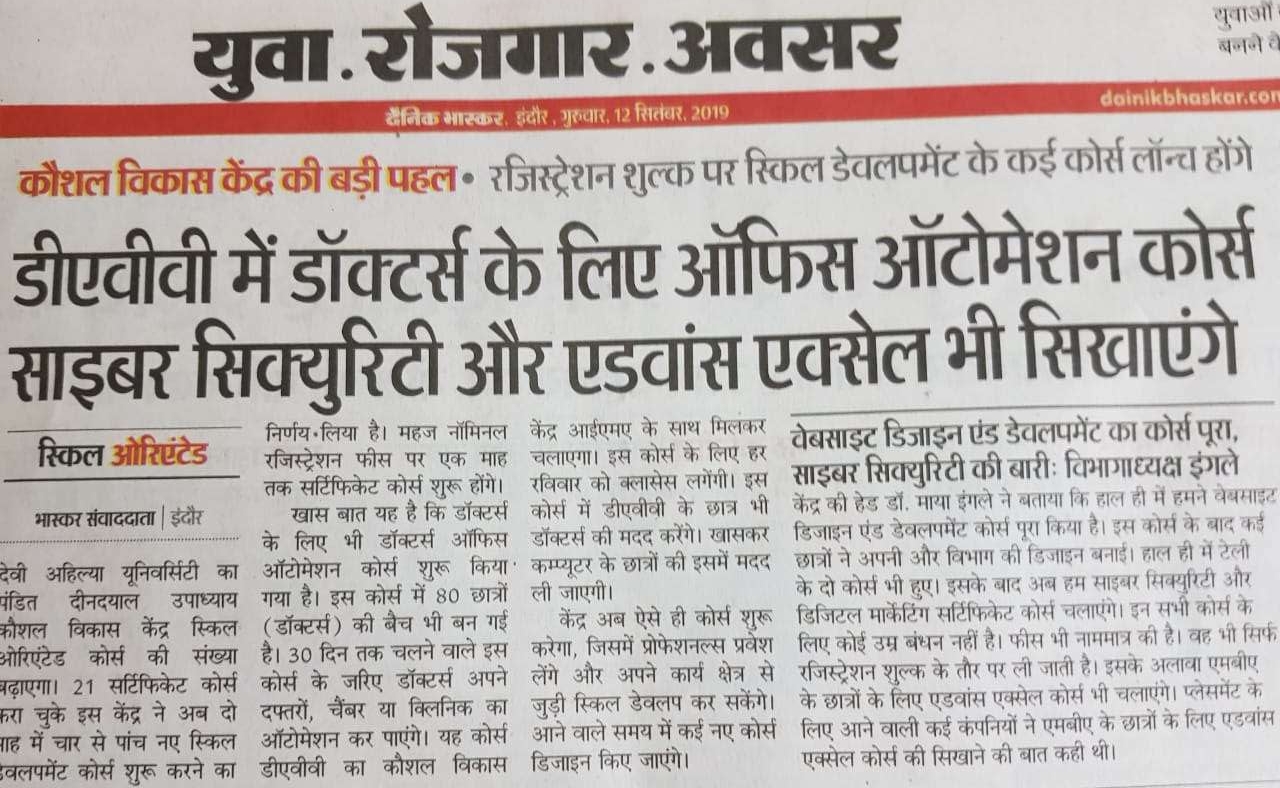 युवा. रोजगार. अवसर
युवाओं
बनने
दैनिक भास्कर, इंदौर, गुरुवार, 12 सितंबर, 2019
dainikbhaskar.com
कौशल विकास केंद्र की बड़ी पहल • रजिस्ट्रेशन शुल्क पर स्किल डेवलपमेंट के कई कोर्स लॉन्च होंगे
डीएवीवी में डॉक्टर्स के लिए ऑफिस ऑटोमेशन कोर्स
साइबर सिक्युरिटी और एडवांस एक्सेल भी सिखाएंगे
स्किल ओरिएंटेड
भास्कर संवाददाता | इंदौर
देवी अहिल्या यूनिवर्सिटी का
पंडित दीनदयाल उपाध्याय
कौशल विकास केंद्र स्किल
ओरिएंटेड कोर्स की संख्या
बढ़ाएगा। 21 सर्टिफिकेट कोर्स
करा चुके इस केंद्र ने अब दो
माह में चार से पांच नए स्किल
डेवलपमेंट कोर्स शुरू करने का
निर्णय लिया है। महज नॉमिनल
रजिस्ट्रेशन फीस पर एक माह
तक सर्टिफिकेट कोर्स शुरू होंगे।
खास बात यह है कि डॉक्टर्स
के लिए भी डॉक्टर्स ऑफिस
ऑटोमेशन कोर्स शुरू किया
गया है। इस कोर्स में 80 छात्रों
(डॉक्टर्स) की बैच भी बन गई
है। 30 दिन तक चलने वाले इस
कोर्स के जरिए डॉक्टर्स अपने
दफ्तरों, चैंबर या क्लिनिक का
ऑटोमेशन कर पाएंगे। यह कोर्स
डीएवीवी का कौशल विकास
केंद्र आईएमए के साथ मिलकर
चलाएगा। इस कोर्स के लिए हर
रविवार को क्लासेस लगेंगी। इस
कोर्स में डीएवीवी के छात्र भी
डॉक्टर्स की मदद करेंगे। खासकर
कम्प्यूटर के छात्रों की इसमें मदद
ली जाएगी।
केंद्र अब ऐसे ही कोर्स शुरू
करेगा, जिसमें प्रोफेशनल्स प्रवेश
लेंगे और अपने कार्य क्षेत्र से
जुड़ी स्किल डेवलप कर सकेंगे।
आने वाले समय में कई नए कोर्स
डिजाइन किए जाएंगे।
वेबसाइट डिजाइन एंड डेवलपमेंट का कोर्स पूरा,
साइबर सिक्युरिटी की बारी: विभागाध्यक्ष इंगले
केंद्र की हेड डॉ. माया इंगले ने बताया कि हाल ही में हमने वेबसाइट
डिजाइन एंड डेवलपमेंट कोर्स पूरा किया है। इस कोर्स के बाद कई
छात्रों ने अपनी और विभाग की डिजाइन बनाई। हाल ही में टेली
के दो कोर्स भी हुए। इसके बाद अब हम साइबर सिक्युरिटी और
डिजिटल मार्केटिंग सर्टिफिकेट कोर्स चलाएंगे। इन सभी कोर्स के
लिए कोई उम्र बंधन नहीं है। फीस भी नाममात्र की है। वह भी सिर्फ
रजिस्ट्रेशन शुल्क के तौर पर ली जाती है। इसके अलावा एमबीए
के छात्रों के लिए एडवांस एक्सेल कोर्स भी चलाएंगे। प्लेसमेंट के
लिए आने वाली कई कंपनियों ने एमबीए के छात्रों के लिए एडवांस
एक्सेल कोर्स की सिखाने की बात कही थी।